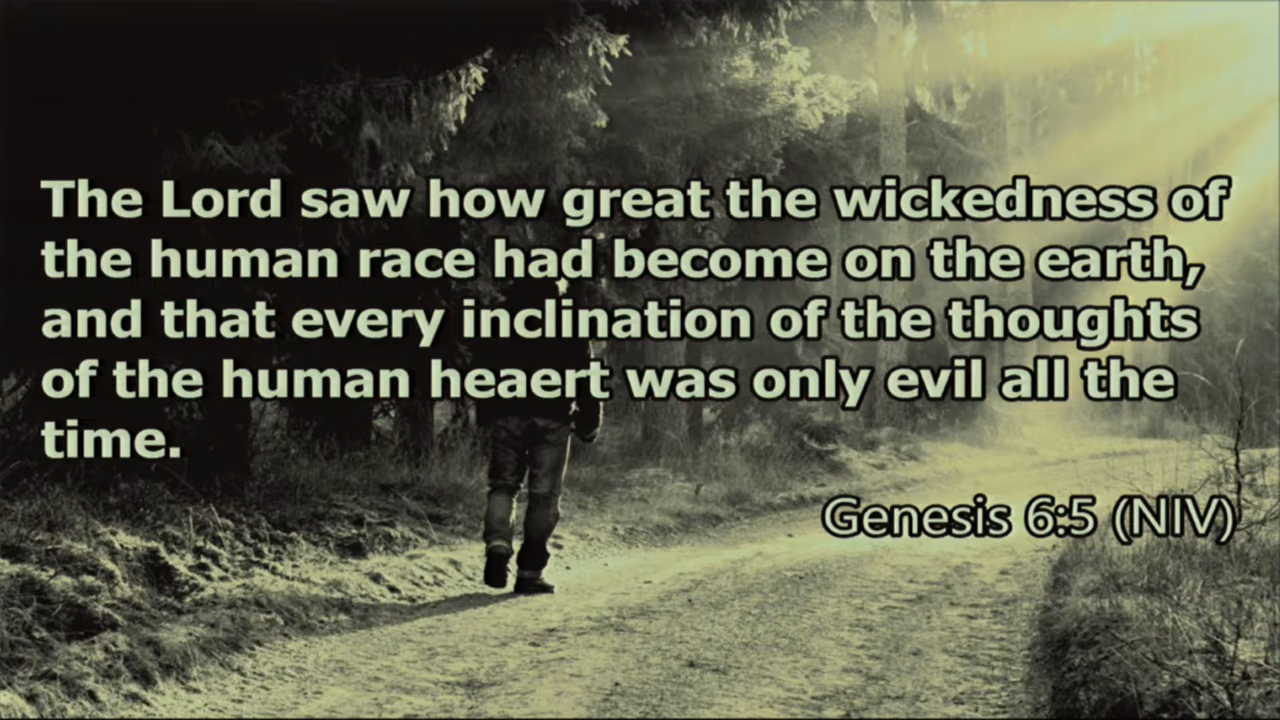 The Lord saw how great the wickedness of
the human race had become on the earth,
and that every inclination of the thoughts
of the human heaert was only evil all the
time.
Genesis 6:5 (NIV)